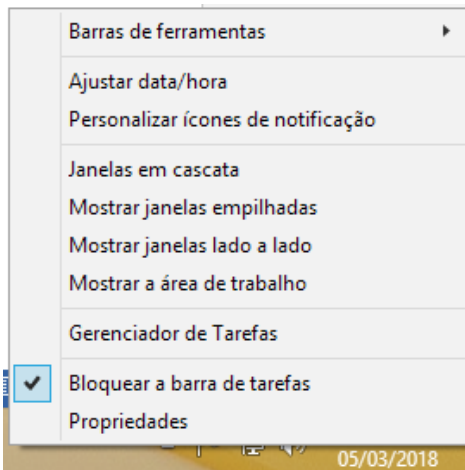 Barras de ferramentas
Ajustar data/hora
Personalizar ícones de notificação
Janelas em cascata
Mostrar janelas empilhadas
Mostrar janelas lado a lado
Mostrar a área de trabalho
Gerenciador de Tarefas
Bloquear a barra de tarefas
Propriedades
05/03/2018